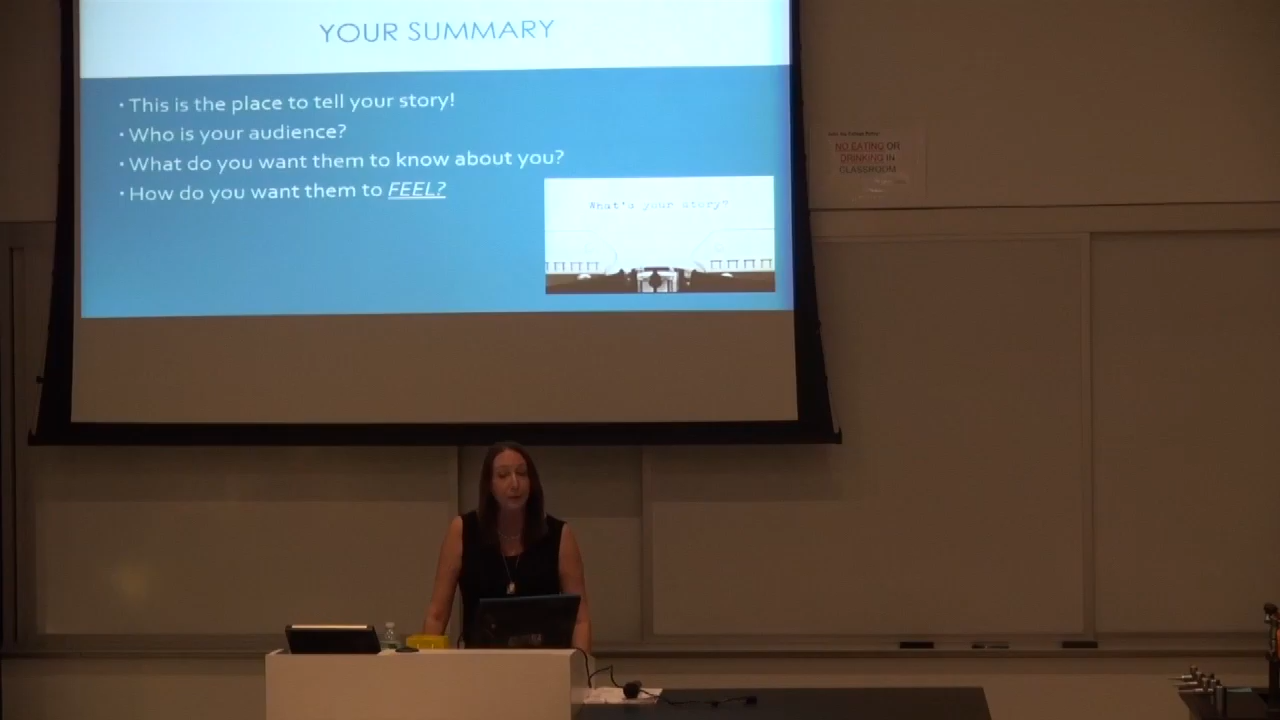 YOUR SUMMARY
• This is the place to tell your story!
• Who is your audience?
• What do you want them to know about you?
• How do you want them to FEEL?
What's your story?
NO EATING OR
DRINKING IN
CLASSROOM